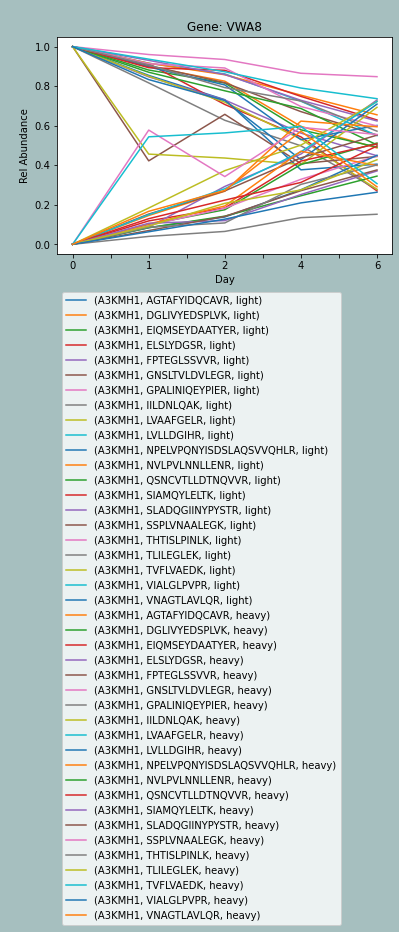 Gene: VWA8
1.0
0.8
0.6
0.4
0.2
0.0
Rel Abundance
0 1 2 4 6
Day
(A3KMH1, AGTAFYIDQCAVR, light)
(A3KMH1, DGLIVYEDSPLVK, light)
(A3KMH1, EIQMSEYDAATYER, light)
(A3KMH1, ELSLYDGSR, light)
(A3KMH1, FPTEGLSSVVR, light)
(A3KMH1, GNSLTVLDVLEGR, light)
(A3KMH1, GPALINIQEYPIER, light)
(A3KMH1, IILDNLQAK, light)
(A3KMH1, LVAAFGELR, light)
(A3KMH1, LVLLDGIHR, light)
(A3KMH1, NPELVPQNYISDSLAQSVVQHLR, light)
(A3KMH1, NVLPVLNNLLENR, light)
(A3KMH1, QSNCVTLLDTNQVVR, light)
(A3KMH1, SIAMQYLELTK, light)
(A3KMH1, SLADQGIINYPYSTR, light)
(A3KMH1, SSPLVNAALEGK, light)
(A3KMH1, THTISLPINLK, light)
(A3KMH1, TLILEGLEK, light)
(A3KMH1, TVFLVAEDK, light)
(A3KMH1, VIALGLPVPR, light)
(A3KMH1, VNAGTLAVLQR, light)
(A3KMH1, AGTAFYIDQCAVR, heavy)
(A3KMH1, DGLIVYEDSPLVK, heavy)
(A3KMH1, EIQMSEYDAATYER, heavy)
(A3KMH1, ELSLYDGSR, heavy)
(A3KMH1, FPTEGLSSVVR, heavy)
(A3KMH1, GNSLTVLDVLEGR, heavy)
(A3KMH1, GPALINIQEYPIER, heavy)
(A3KMH1, IILDNLQAK, heavy)
(A3KMH1, LVAAFGELR, heavy)
(A3KMH1, LVLLDGIHR, heavy)
(A3KMH1, NPELVPQNYISDSLAQSVVQHLR, heavy)
(A3KMH1, NVLPVLNNLLENR, heavy)
(A3KMH1, QSNCVTLLDTNQVVR, heavy)
(A3KMH1, SIAMQYLELTK, heavy)
(A3KMH1, SLADQGIINYPYSTR, heavy)
(A3KMH1, SSPLVNAALEGK, heavy)
(A3KMH1, THTISLPINLK, heavy)
(A3KMH1, TLILEGLEK, heavy)
(A3KMH1, TVFLVAEDK, heavy)
(A3KMH1, VIALGLPVPR, heavy)
(A3KMH1, VNAGTLAVLQR, heavy)